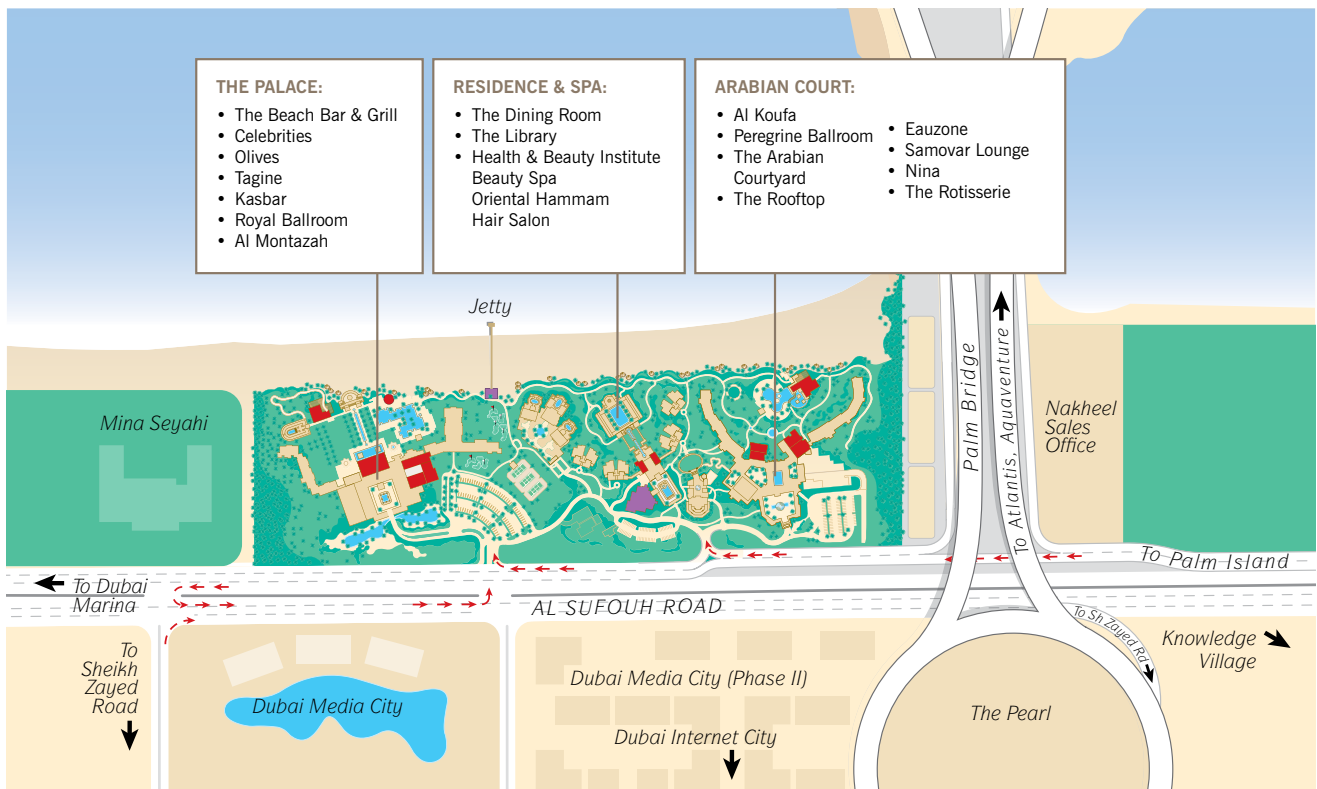 THE PALACE:
• The Beach Bar & Grill
• Celebrities
• Olives
• Tagine
• Kasbar
• Royal Ballroom
• Al Montazah
RESIDENCE & SPA:
• The Dining Room
• The Library
• Health & Beauty Institute
Beauty Spa
Oriental Hammam
Hair Salon
ARABIAN COURT:
• Al Koufa
• Peregrine Ballroom
• The Arabian
Courtyard
• The Rooftop
• Eauzone
• Samovar Lounge
• Nina
• The Rotisserie
Jetty
Mina Seyahi
Palm Bridge
To Atlantis, Aquaventure
Nakheel
Sales
Office
To Palm Island
To Dubai
Marina
AL SUFOUH ROAD
To Sh Zayed Rd
Knowledge
Village
To
Sheikh
Zayed
Road
Dubai Media City
Dubai Media City (Phase II)
Dubai Internet City
The Pearl